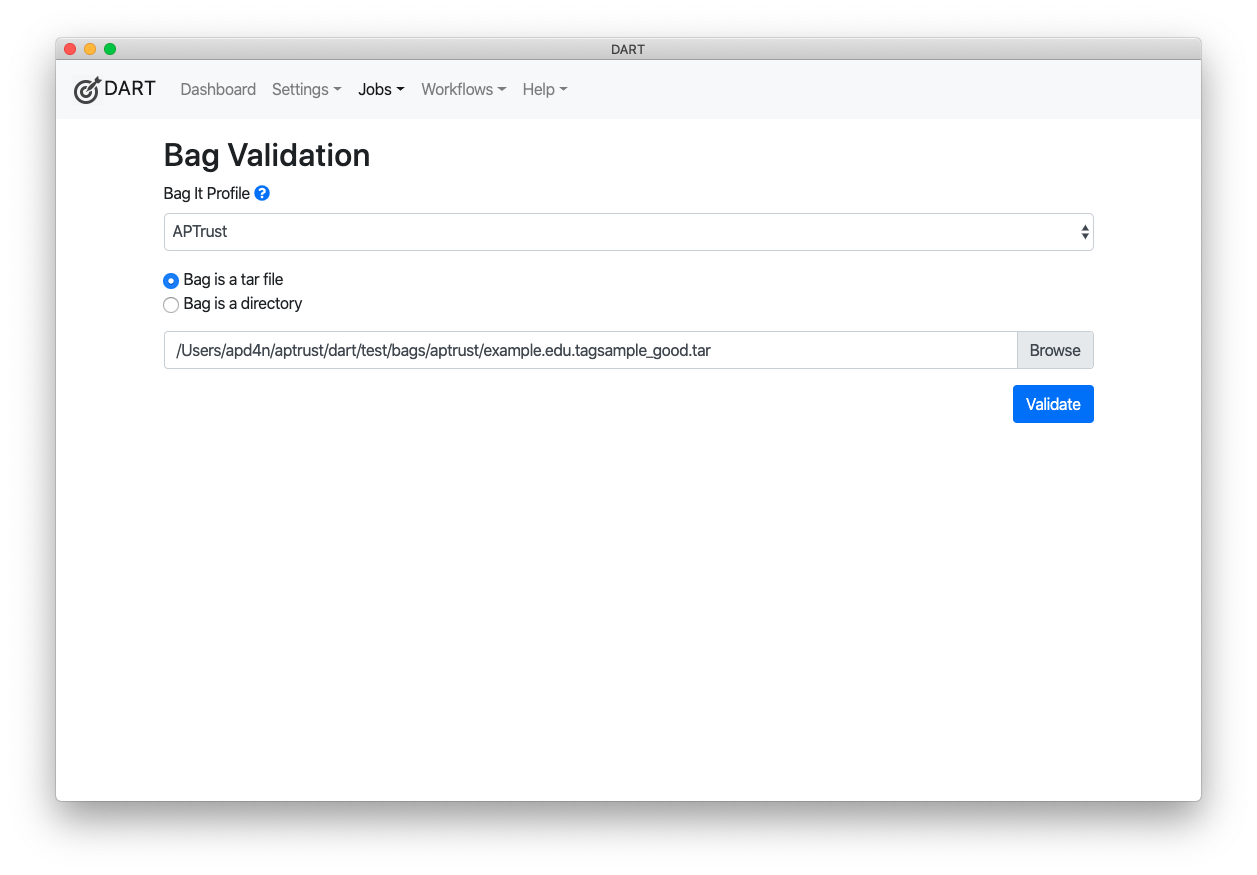 DART
DART Dashboard Settings Jobs Workflows Help
Bag Validation
Bag It Profile ?
APTrust
Bag is a tar file
Bag is a directory
/Users/apd4n/aptrust/dart/test/bags/aptrust/example.edu.tagsample_good.tar Browse
Validate